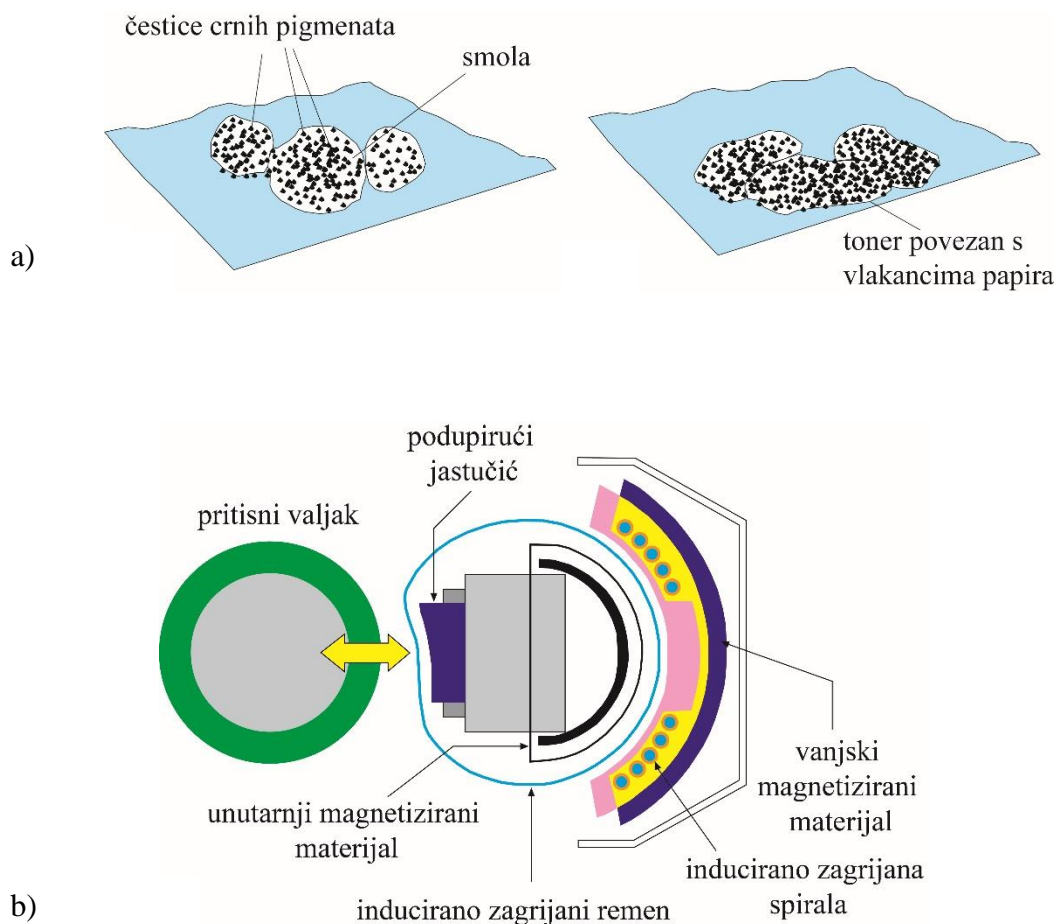 čestice crnih pigmenata
smola
toner povezan s
vlakancima papira
a)
podupirući
jastučić
pritisni valjak
unutarnji magnetizirani
materijal
vanjski
magnetizirani
materijal
inducirano zagrijana
spirala
inducirano zagrijani remen
b)